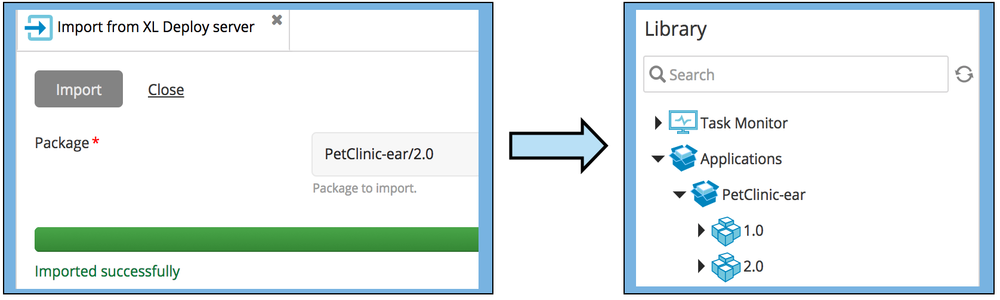 Import from XL Deploy server
Import Close
Package *
PetClinic-ear/2.0
Package to import.
Imported successfully
Library
Search
Task Monitor
Applications
PetClinic-ear
1.0
2.0